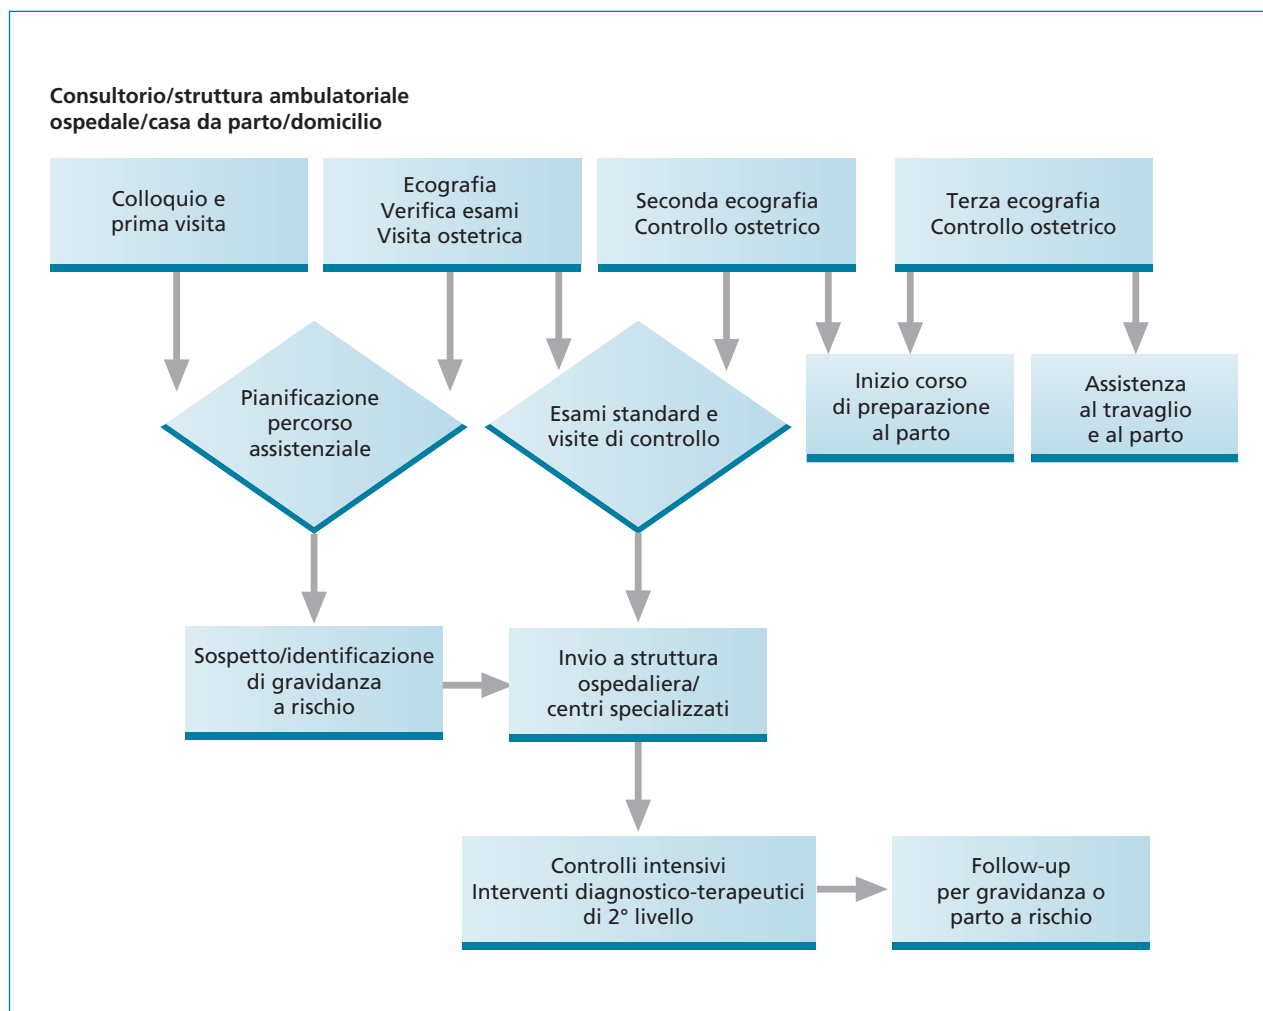 Consultorio/struttura ambulatoriale
ospedale/casa da parto/domicilio
Colloquio e
prima visita
Ecografia
Verifica esami
Visita ostetrica
Seconda ecografia
Controllo ostetrico
Terza ecografia
Controllo ostetrico
Pianificazione
percorso
assistenziale
Esami standard e
visite di controllo
Inizio corso
di preparazione
al parto
Assistenza
al travaglio
e al parto
Sospetto/identificazione
di gravidanza
a rischio
Invio a struttura
ospedaliera/
centri specializzati
Controlli intensivi
Interventi diagnostico-terapeutici
di 2° livello
Follow-up
per gravidanza o
parto a rischio